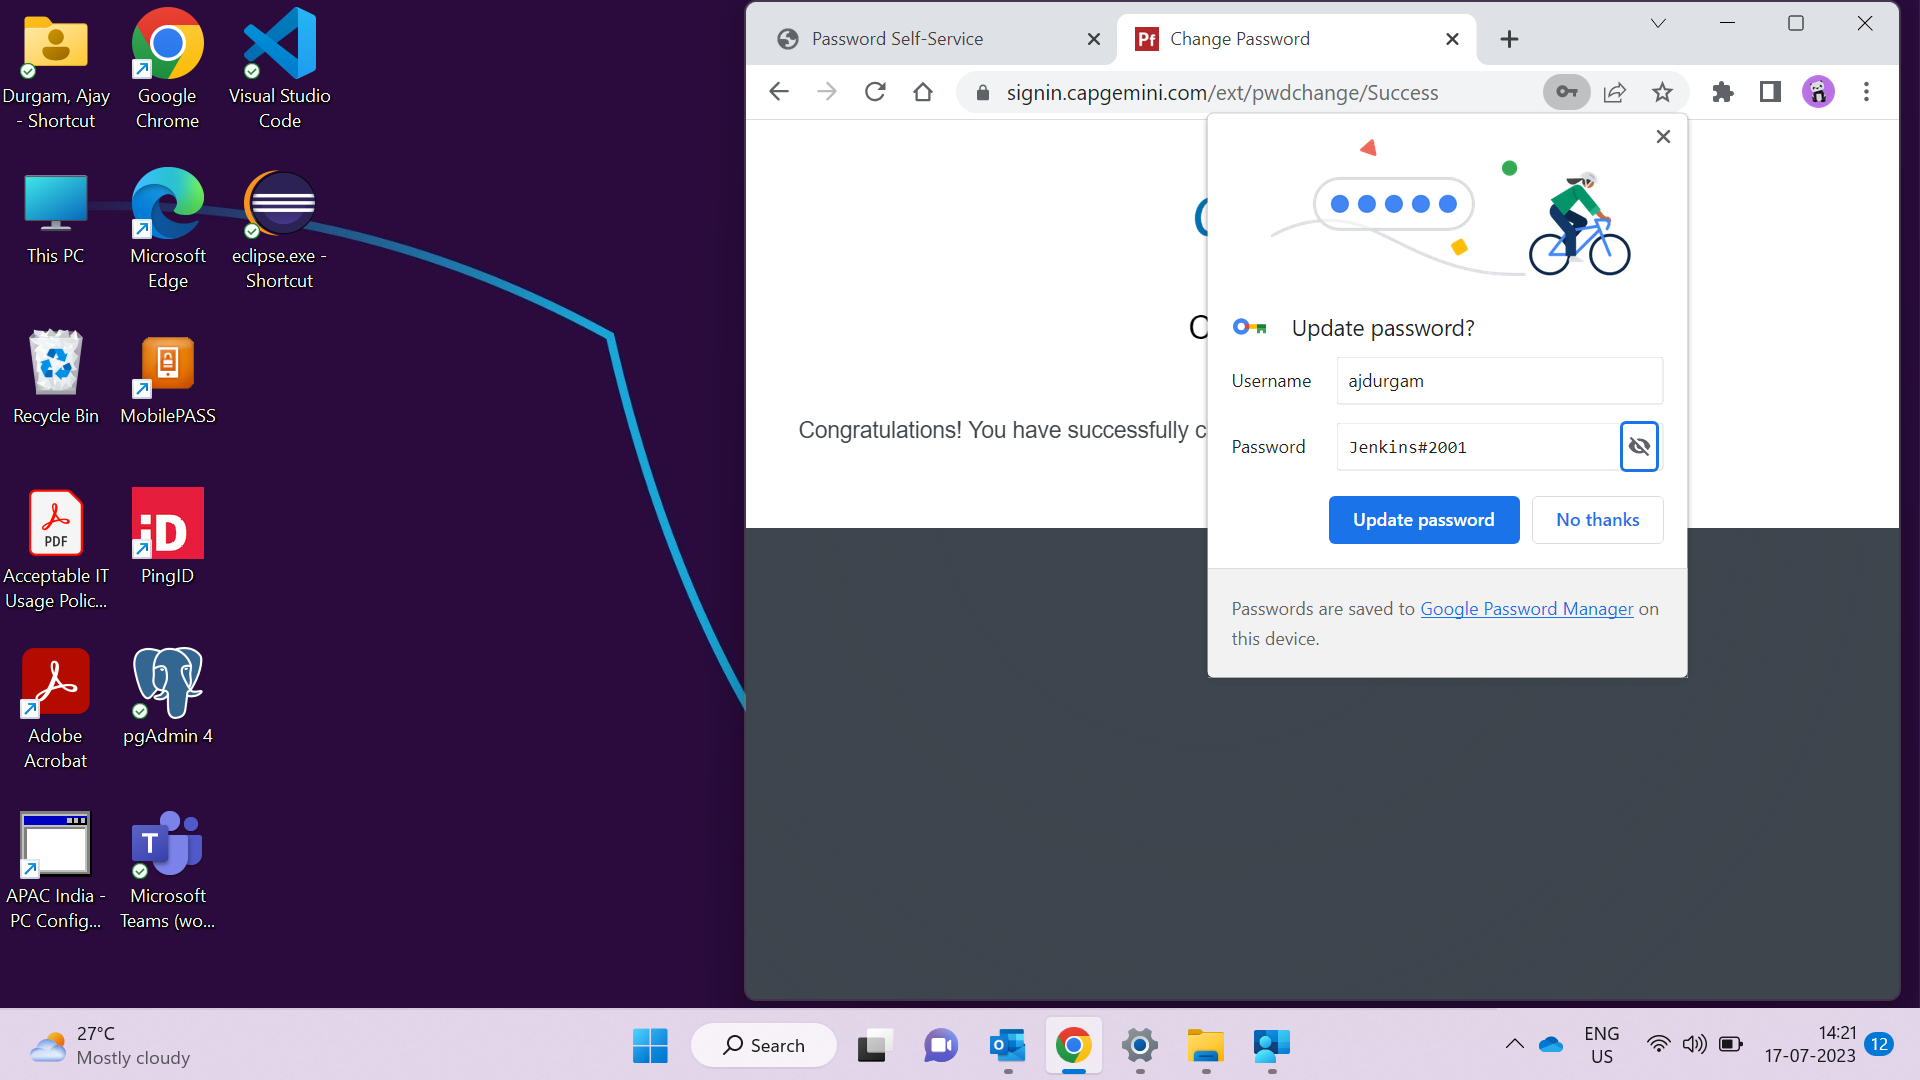 Durgam, Ajay
- Shortcut
Google
Chrome
Visual Studio
Code
This PC
Microsoft
Edge
eclipse.exe -
Shortcut
Recycle Bin
MobilePASS
PDF
Acceptable IT
Usage Polic...
iD
PingID
Adobe
Acrobat
pgAdmin 4
APAC India -
PC Config...
T
Microsoft
Teams (wo...
Password Self-Service
Pf Change Password
signin.capgemini.com/ext/pwdchange/Success
C
Congratulations! You have successfully c
Update password?
Username
ajdurgam
Password
Jenkins#2001
Update password
No thanks
Passwords are saved to Google Password Manager on
this device.
27°C
Mostly cloudy
Search
ENG
US
14:21
17-07-2023
12